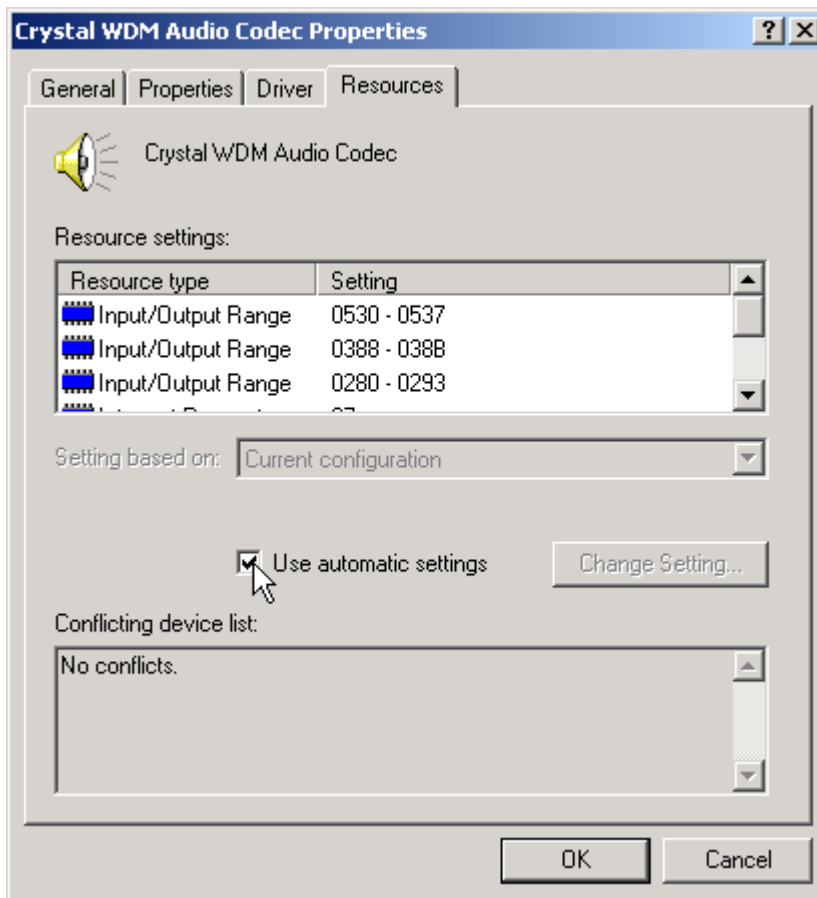 Crystal WDM Audio Codec Properties
General Properties Driver Resources
Crystal WDM Audio Codec
Resource settings:
Resource type Setting
Input/Output Range 0530 - 0537
Input/Output Range 0388 - 038B
Input/Output Range 0280 - 0293
Setting based on: Current configuration
Use automatic settings Change Setting...
Conflicting device list:
No conflicts.
OK Cancel